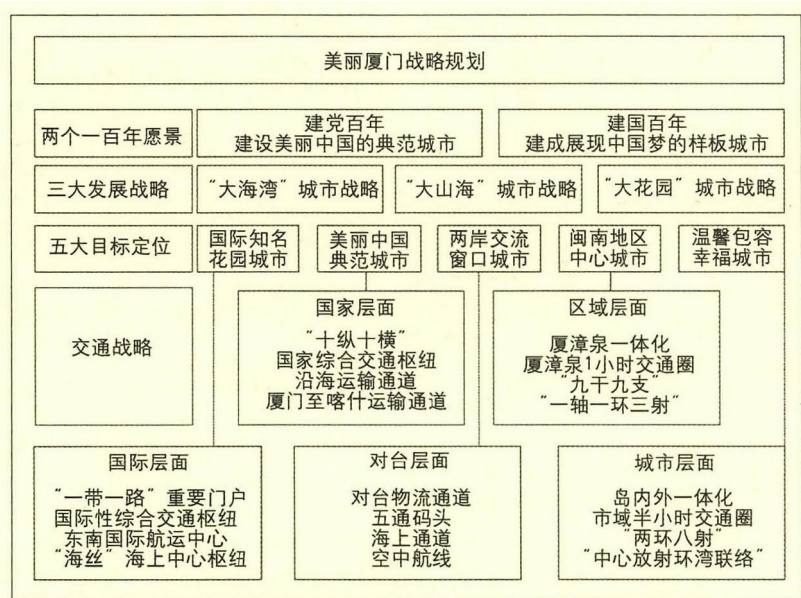 美丽厦门战略规划
两个一百年愿景
建党百年
建设美丽中国的典范城市
建国百年
建成展现中国梦的样板城市
三大发展战略
“大海湾”城市战略
“大山海”城市战略
“大花园”城市战略
五大目标定位
国际知名
花园城市
美丽中国
典范城市
两岸交流
窗口城市
闽南地区
中心城市
温馨包容
幸福城市
交通战略
国家层面
“十纵十横”
国家综合交通枢纽
沿海运输通道
厦门至喀什运输通道
区域层面
厦漳泉一体化
厦漳泉1小时交通圈
“九干九支”
“一轴一环三射”
国际层面
“一带一路”重要门户
国际性综合交通枢纽
东南国际航运中心
“海丝”海上中心枢纽
对台层面
对台物流通道
五通码头
海上通道
空中航线
城市层面
岛内外一体化
市域半小时交通圈
“两环八射”
“中心放射环湾联络”